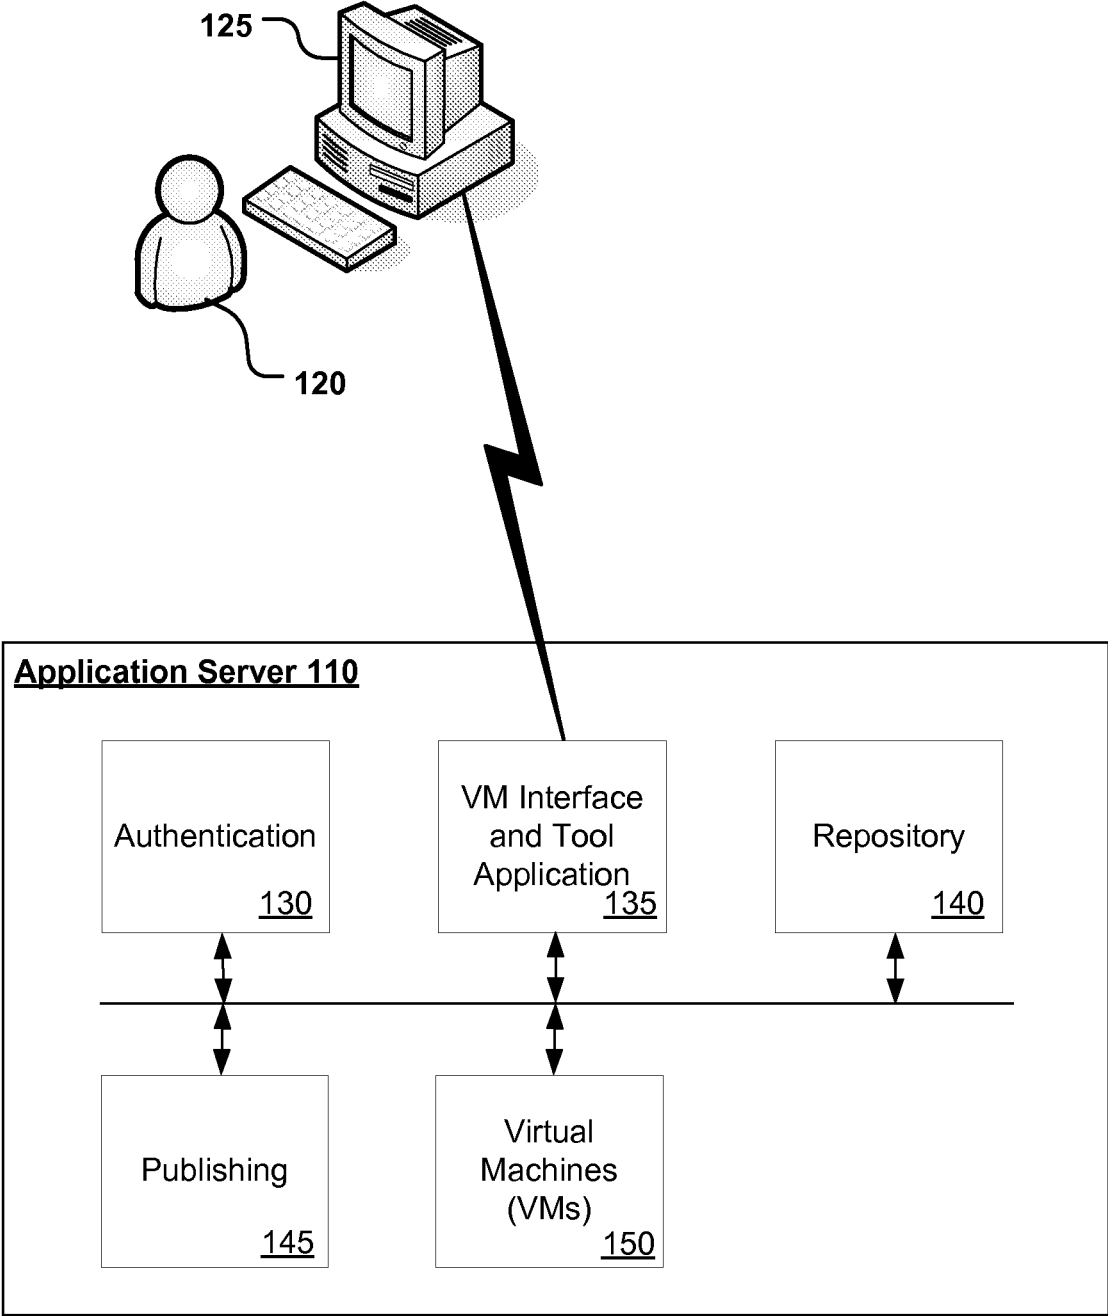 125
120
Application Server 110
Authentication
130
VM Interface
and Tool
Application
135
Repository
140
Publishing
145
Virtual
Machines
(VMs)
150